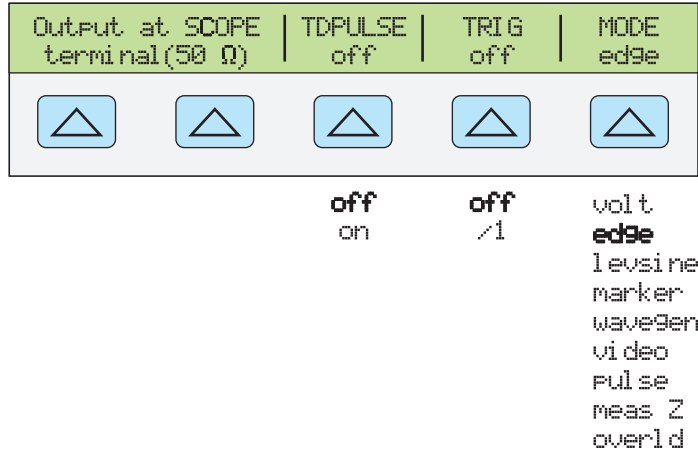 Output at SCOPE
terminal(50 Ω)
TDPULSE
off
TRIG
off
MODE
edge
off
on
off
/1
volt
edge
levsine
marker
wavegen
video
pulse
meas Z
overld